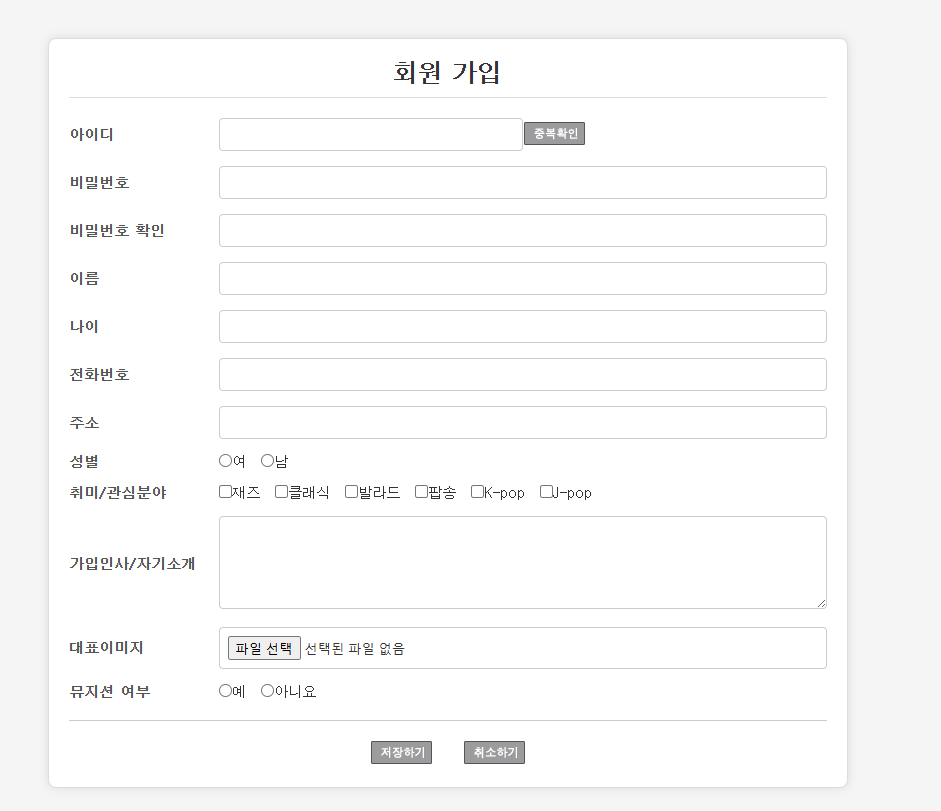 회원 가입
아이디 중복확인
비밀번호
비밀번호 확인
이름
나이
전화번호
주소
성별 여 남
취미/관심분야 재즈 클래식 발라드 팝송 K-pop J-pop
가입인사/자기소개
대표이미지 파일 선택 선택된 파일 없음
뮤지션 여부 예 아니요
저장하기 취소하기